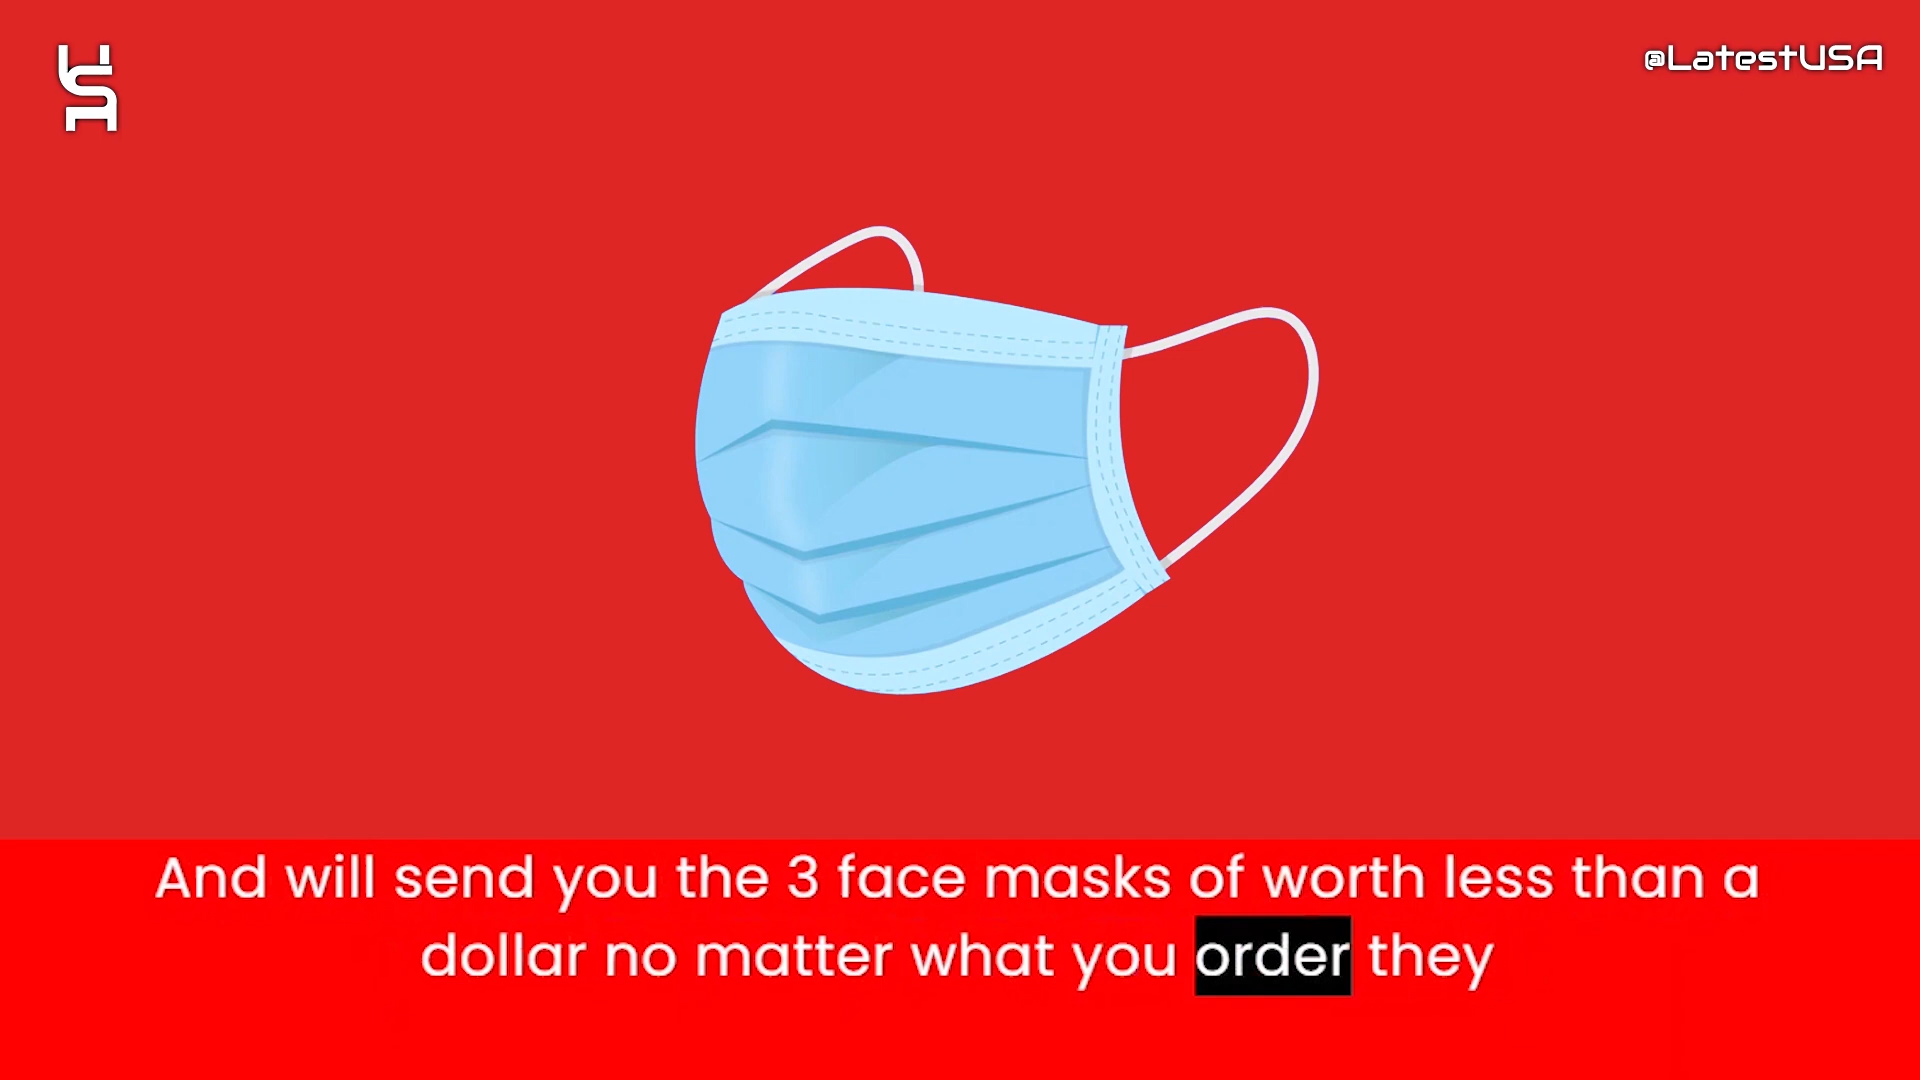 USA
@LatestUSA
And will send you the 3 face masks of worth less than a
dollar no matter what you order they